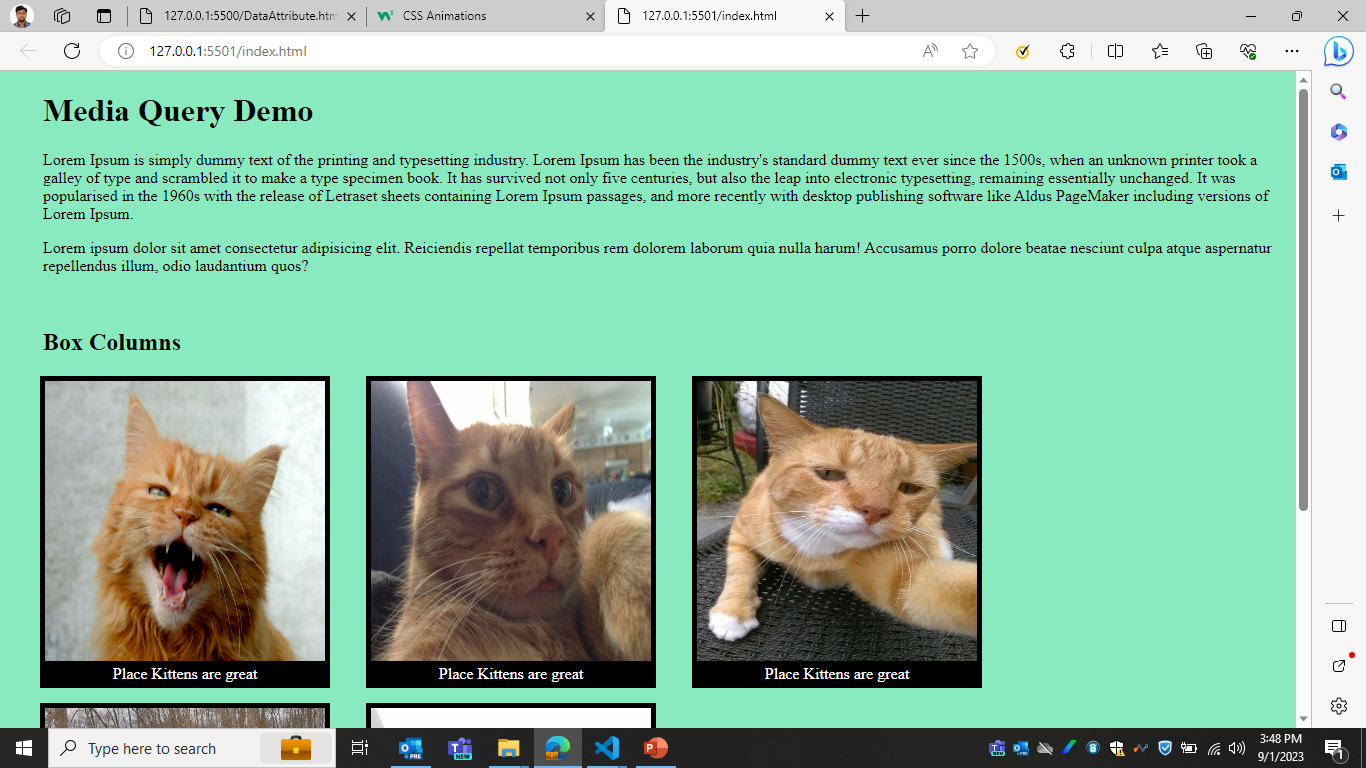 127.0.0.1:5500/DataAttribute.htm
CSS Animations
127.0.0.1:5501/index.html
127.0.0.1:5501/index.html
Media Query Demo
Lorem Ipsum is simply dummy text of the printing and typesetting industry. Lorem Ipsum has been the industry's standard dummy text ever since the 1500s, when an unknown printer took a
galley of type and scrambled it to make a type specimen book. It has survived not only five centuries, but also the leap into electronic typesetting, remaining essentially unchanged. It was
popularised in the 1960s with the release of Letraset sheets containing Lorem Ipsum passages, and more recently with desktop publishing software like Aldus PageMaker including versions of
Lorem Ipsum.
Lorem ipsum dolor sit amet consectetur adipisicing elit. Reiciendis repellat temporibus rem dolorem laborum quia nulla harum! Accusamus porro dolore beatae nesciunt culpa atque aspernatur
repellendus illum, odio laudantium quos?
Box Columns
Place Kittens are great
Place Kittens are great
Place Kittens are great
Type here to search
PRE
NEW
3:48 PM
9/1/2023
1